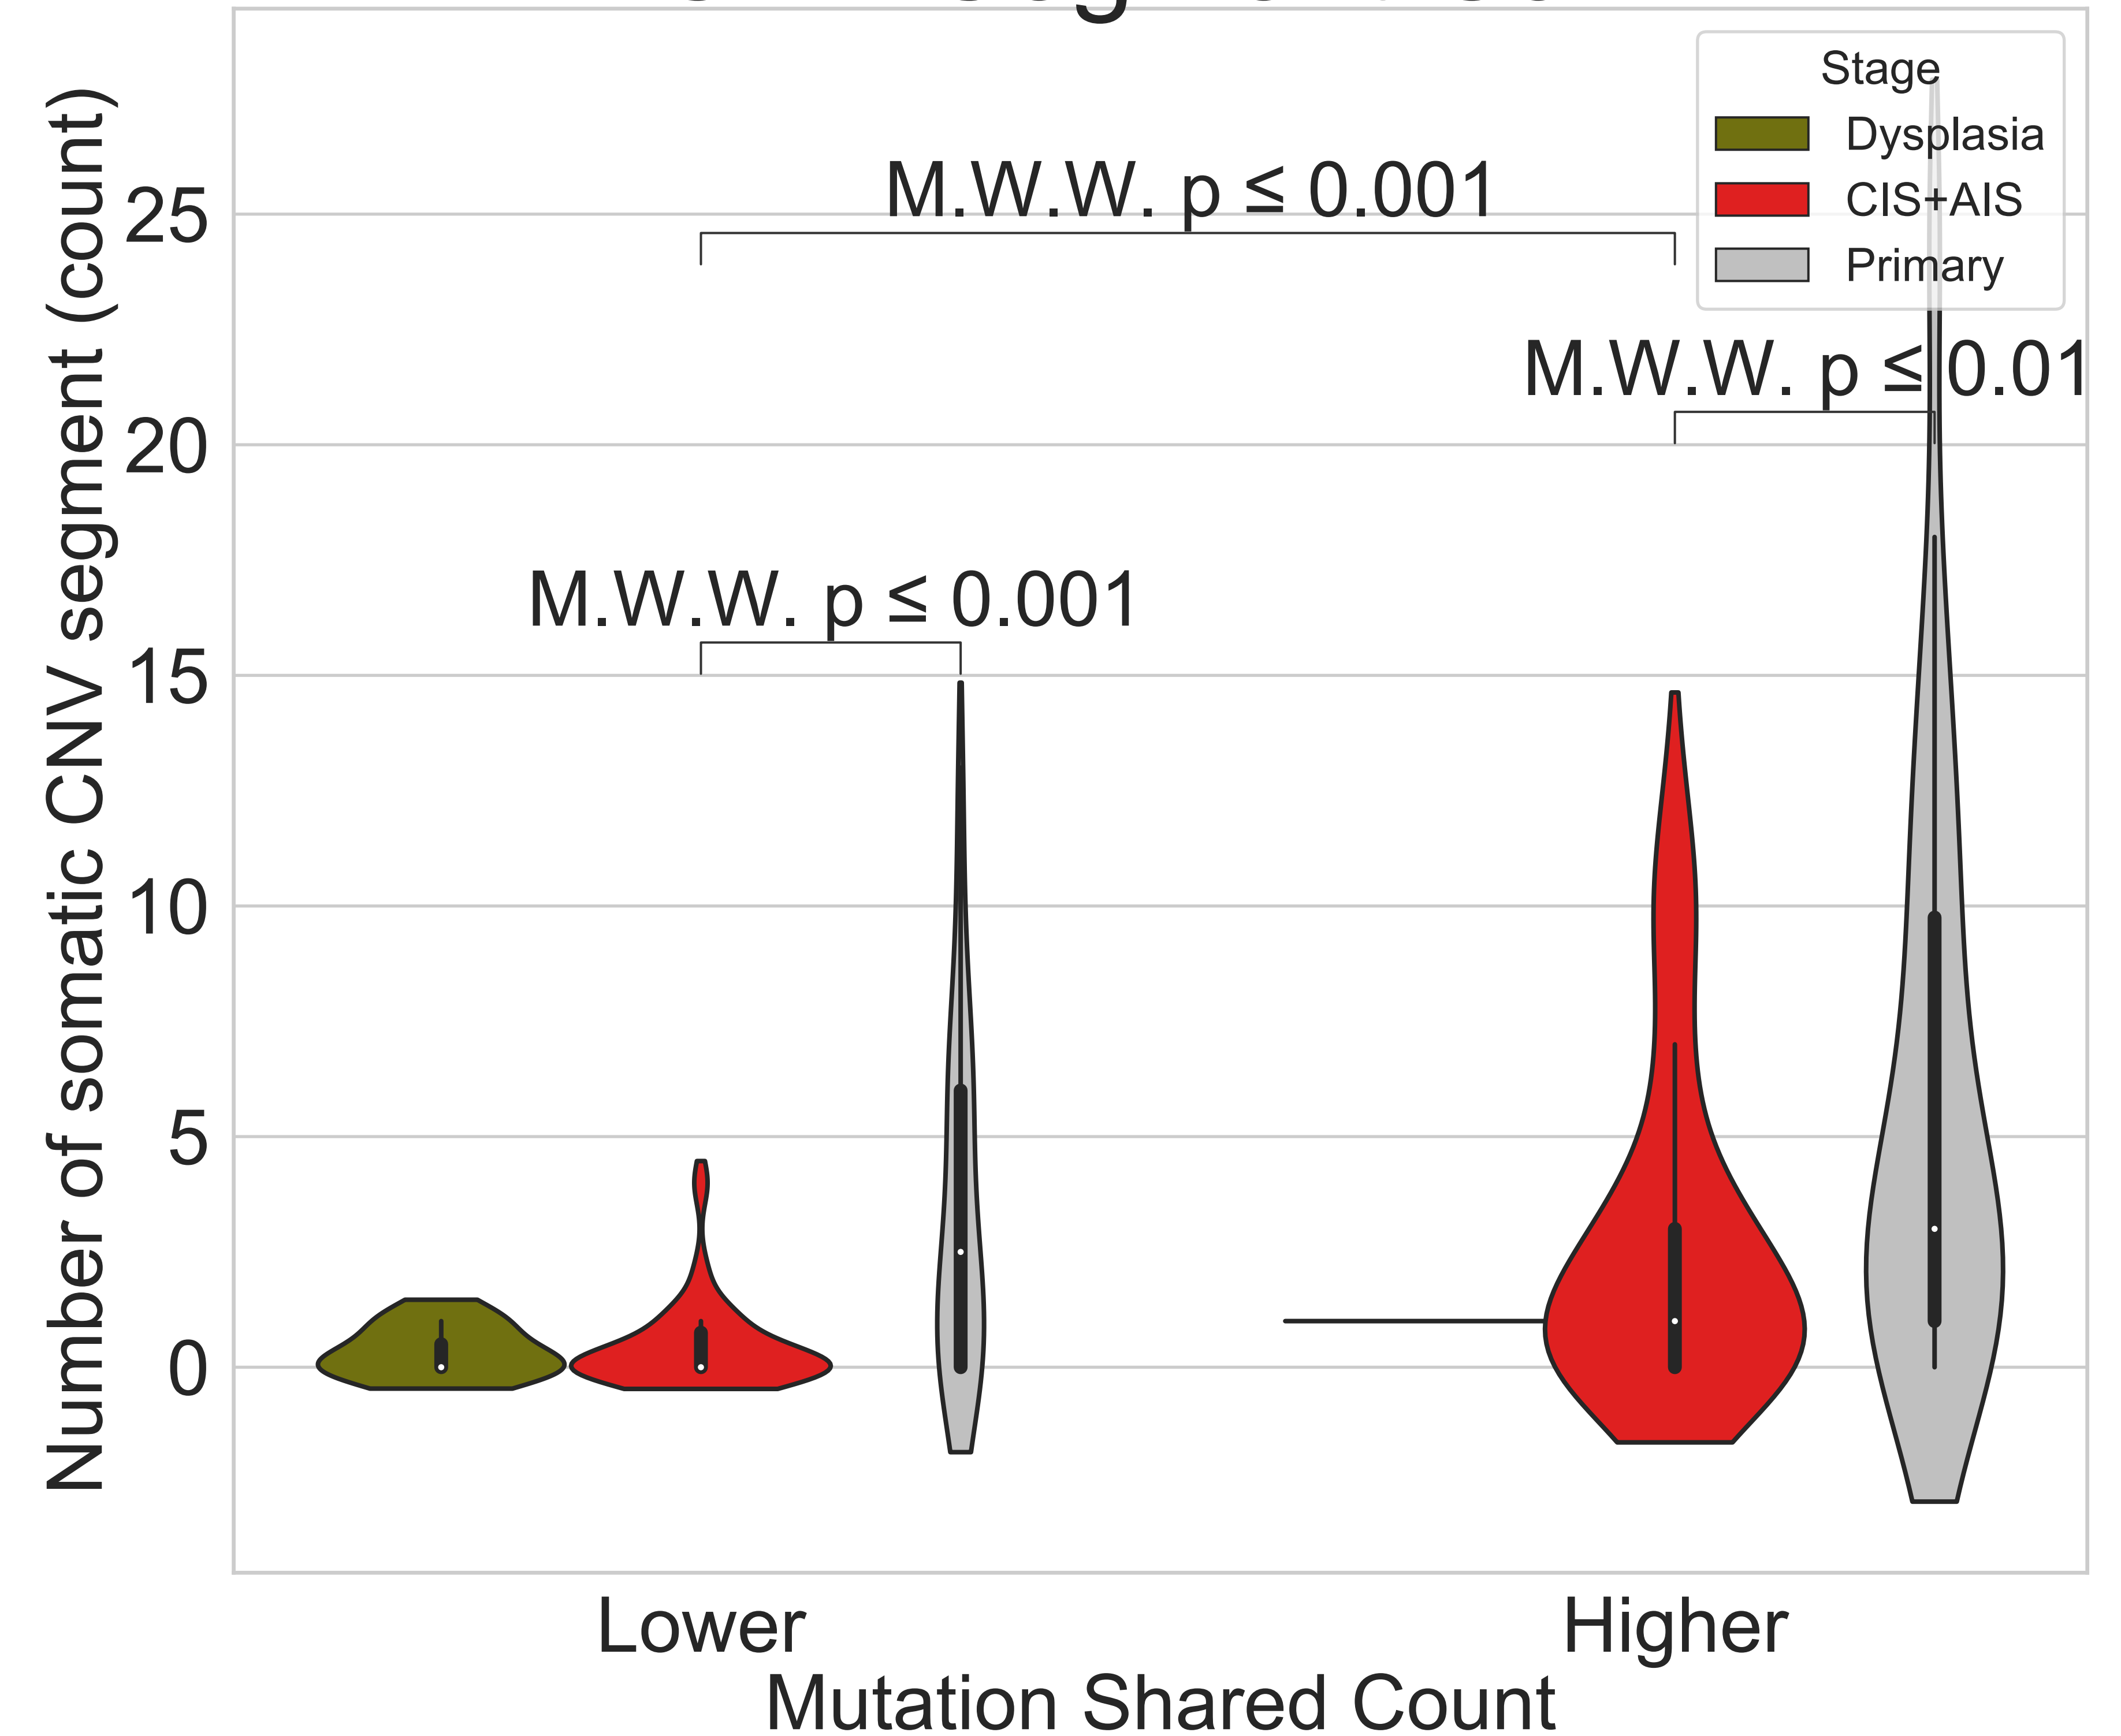 Number of somatic CNV segment (count)
25
20
15
10
5
0
Stage
Dysplasia
CIS+AIS
Primary
M.W.W. p ≤ 0.001
M.W.W. p ≤ 0.01
M.W.W. p ≤ 0.001
Lower
Higher
Mutation Shared Count